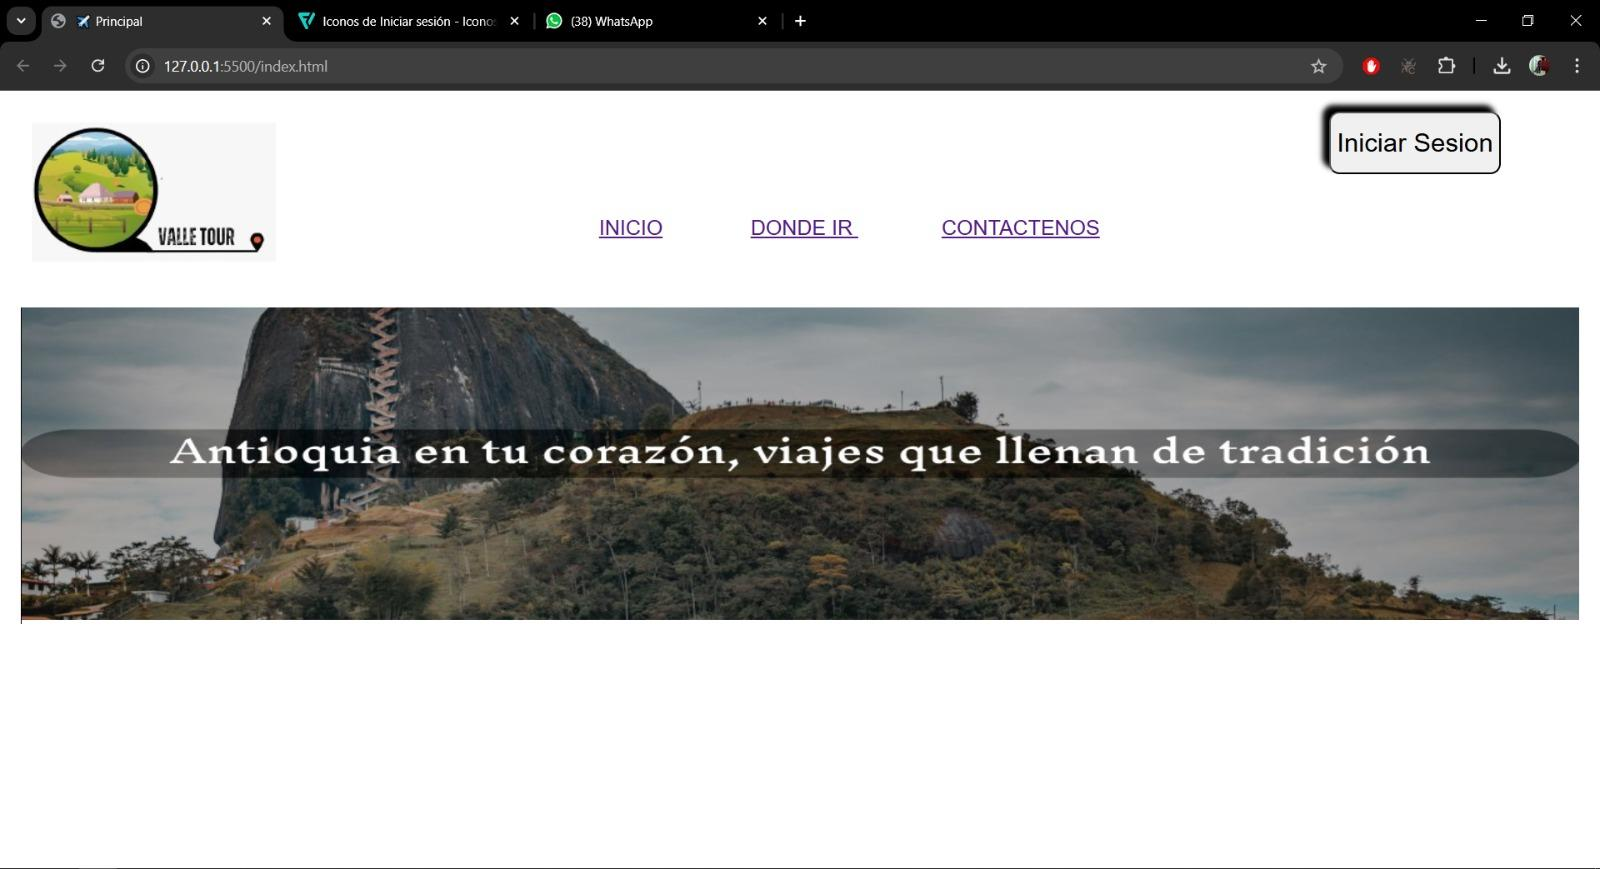 Principal
Iconos de Iniciar sesión - Icono
(38) WhatsApp
127.0.0.1:5500/index.html
Iniciar Sesion
VALLE TOUR
INICIO
DONDE IR
CONTACTENOS
Antioquia en tu corazón, viajes que llenan de tradición